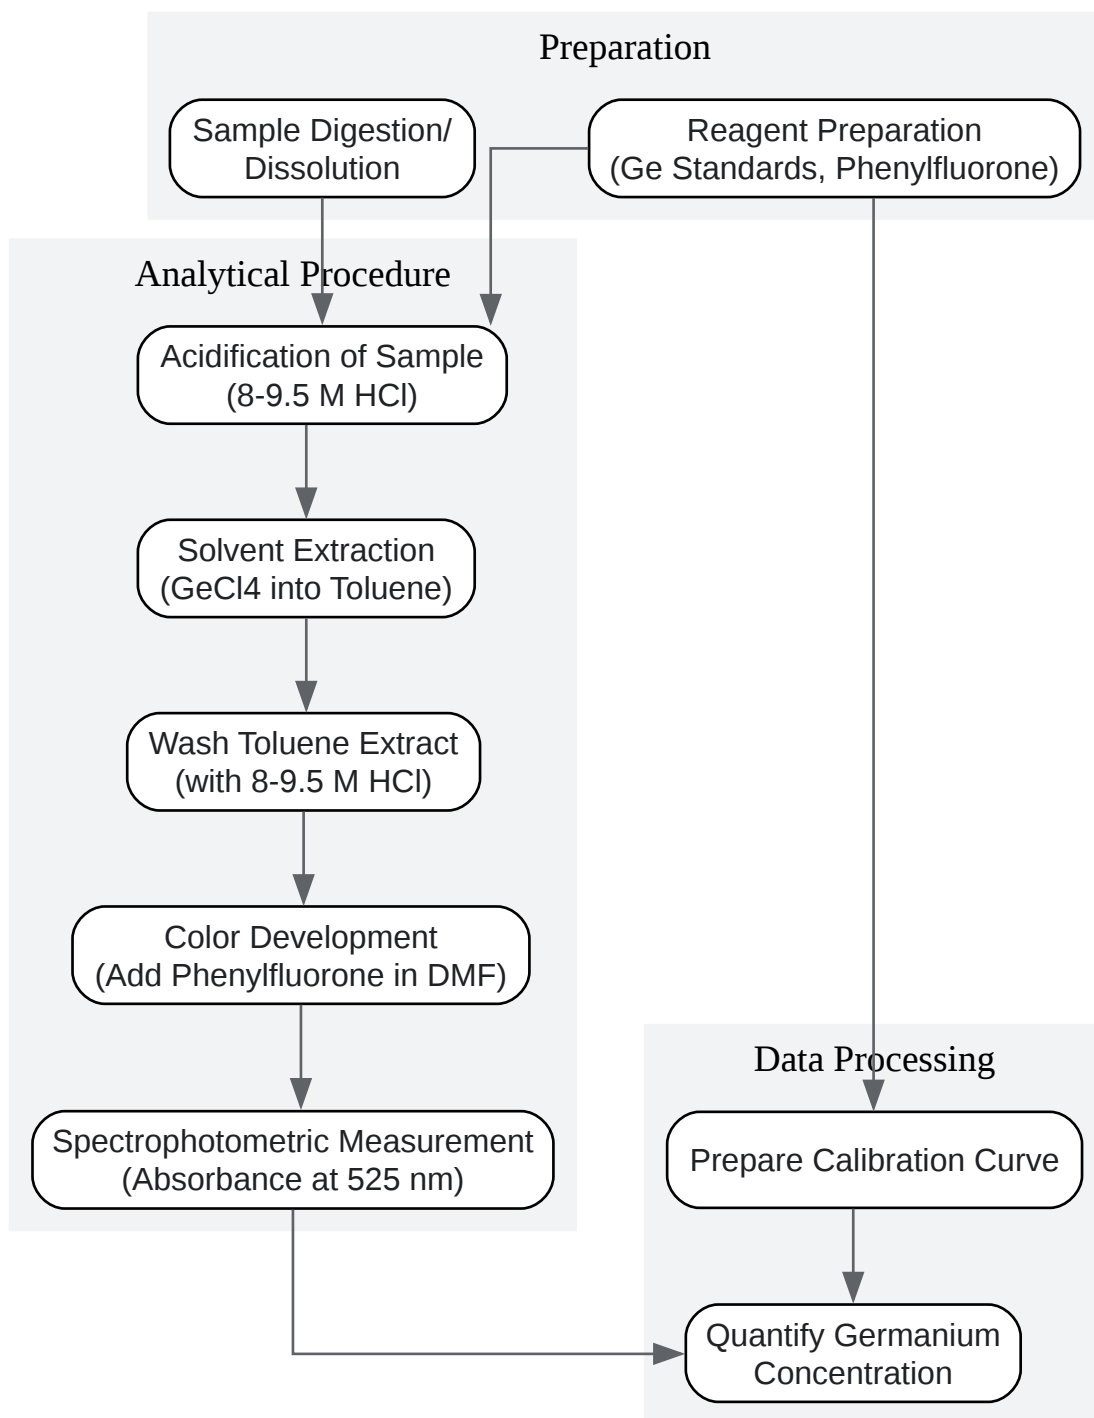 Preparation
Sample Digestion/
Dissolution
Reagent Preparation
(Ge Standards, Phenylfluorone)
Analytical Procedure
Acidification of Sample
(8-9.5 M HCl)
Solvent Extraction
(GeCl4 into Toluene)
Wash Toluene Extract
(with 8-9.5 M HCl)
Color Development
(Add Phenylfluorone in DMF)
Spectrophotometric Measurement
(Absorbance at 525 nm)
Data Processing
Prepare Calibration Curve
Quantify Germanium
Concentration